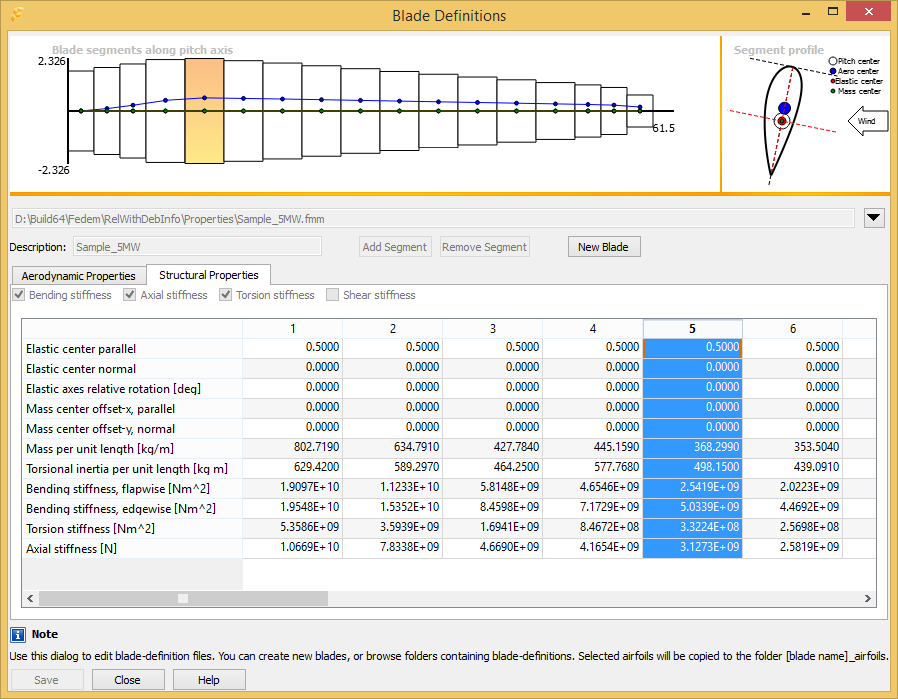 Blade Definitions
Blade segments along pitch axis
2.326
-2.326
61.5
Segment profile
Pitch center
Aero center
Elastic center
Mass center
Wind
D:\Build64\Fedem\RelWithDebInfo\Properties\Sample_5MW.fmm
Description: Sample_5MW Add Segment Remove Segment New Blade
Aerodynamic Properties Structural Properties
Bending stiffness Axial stiffness Torsion stiffness Shear stiffness
1 2 3 4 5 6
Elastic center parallel 0.5000 0.5000 0.5000 0.5000 0.5000 0.5000
Elastic center normal 0.0000 0.0000 0.0000 0.0000 0.0000 0.0000
Elastic axes relative rotation [deg] 0.0000 0.0000 0.0000 0.0000 0.0000 0.0000
Mass center offset-x, parallel 0.0000 0.0000 0.0000 0.0000 0.0000 0.0000
Mass center offset-y, normal 0.0000 0.0000 0.0000 0.0000 0.0000 0.0000
Mass per unit length [kg/m] 802.7190 634.7910 427.7840 445.1590 368.2990 353.5040
Torsional inertia per unit length [kg m] 629.4200 589.2970 464.2500 577.7680 498.1500 439.0910
Bending stiffness, flapwise [Nm^2] 1.9097E+10 1.1233E+10 5.8148E+09 4.6546E+09 2.5419E+09 2.0223E+09
Bending stiffness, edgewise [Nm^2] 1.9548E+10 1.5352E+10 8.4598E+09 7.1729E+09 5.0339E+09 4.4692E+09
Torsion stiffness [Nm^2] 5.3586E+09 3.5939E+09 1.6941E+09 8.4672E+08 3.3224E+08 2.5698E+08
Axial stiffness [N] 1.0669E+10 7.8338E+09 4.6690E+09 4.1654E+09 3.1273E+09 2.5819E+09
Note
Use this dialog to edit blade-definition files. You can create new blades, or browse folders containing blade-definitions. Selected airfoils will be copied to the folder [blade name]_airfoils.
Save Close Help